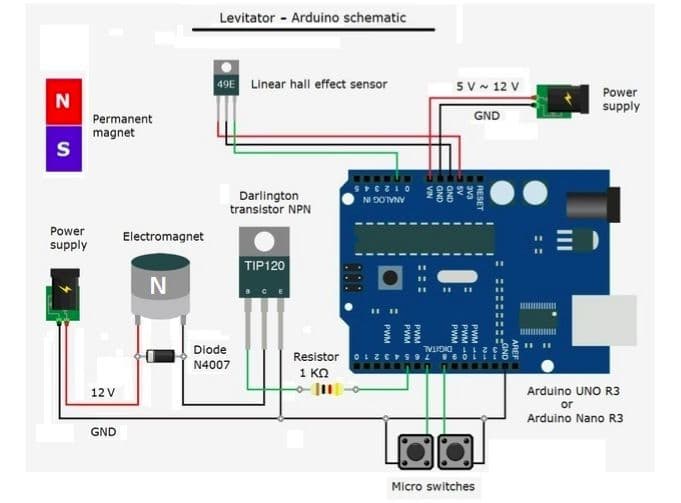 Levitator – Arduino schematic
49E
Linear hall effect sensor
5 V ~ 12 V
GND
Power
supply
N
S
Permanent
magnet
Darlington
transistor NPN
TIP120
B C E
Power
supply
Electromagnet
N
Diode
N4007
12 V
GND
Resistor
1 KΩ
5 4 3 2 1 0
ANALOG IN
VIN
GND
GND
5V
3V3
RESET
PWM
PWM
PWM
PWM
PWM
PWM
DIGITAL
0 1 2 3 4 5 6 7 8 9 10 11 12 13
GND
AREF
Arduino UNO R3
or
Arduino Nano R3
Micro switches